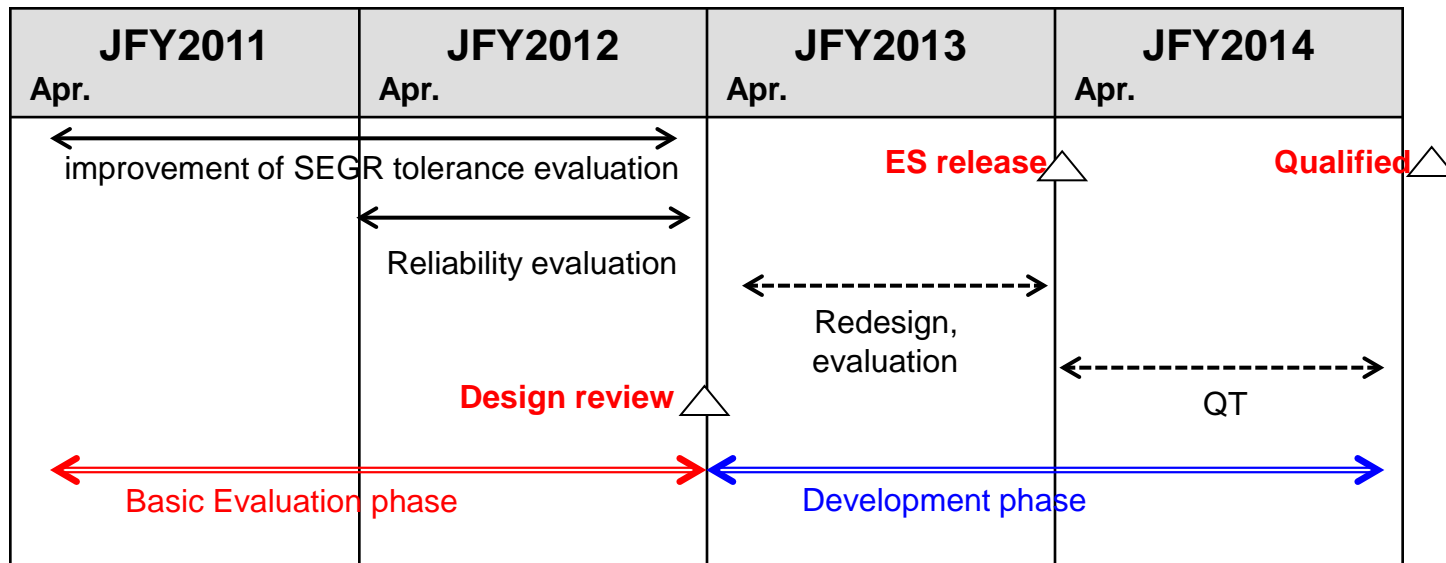 JFY2011 JFY2012 JFY2013 JFY2014
Apr. Apr. Apr. Apr.
improvement of SEGR tolerance evaluation
ES release
Qualified
Reliability evaluation
Redesign,
evaluation
Design review
QT
Basic Evaluation phase
Development phase